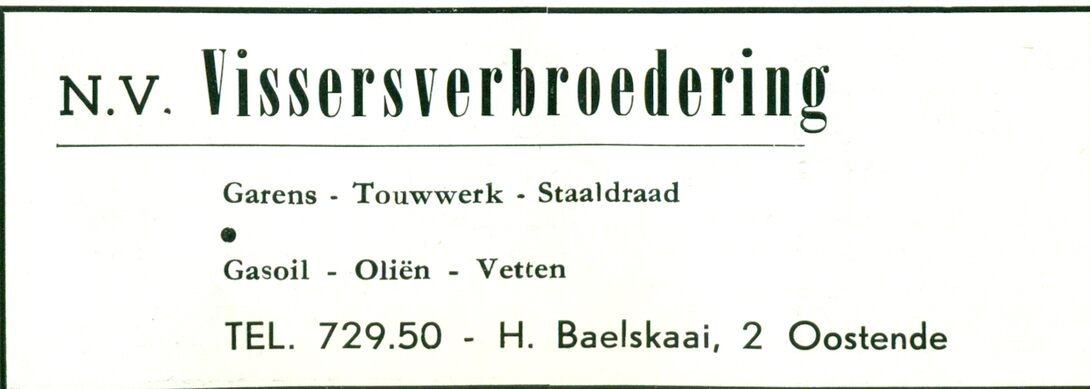 N.V. Vissersverbroedering
Garens - Touwwerk - Staaldraad
Gasoil - Oliën - Vetten
TEL. 729.50 - H. Baelskaai, 2 Oostende